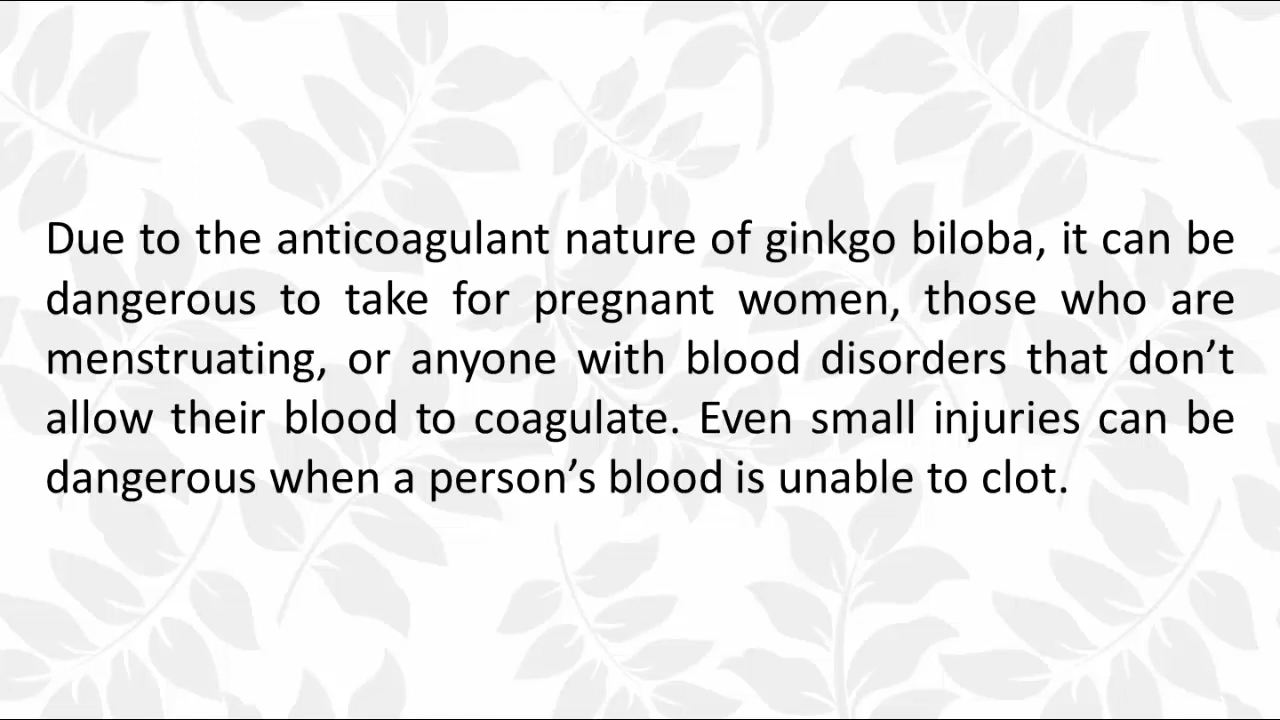 Due to the anticoagulant nature of ginkgo biloba, it can be
dangerous to take for pregnant women, those who are
menstruating, or anyone with blood disorders that don’t
allow their blood to coagulate. Even small injuries can be
dangerous when a person’s blood is unable to clot.